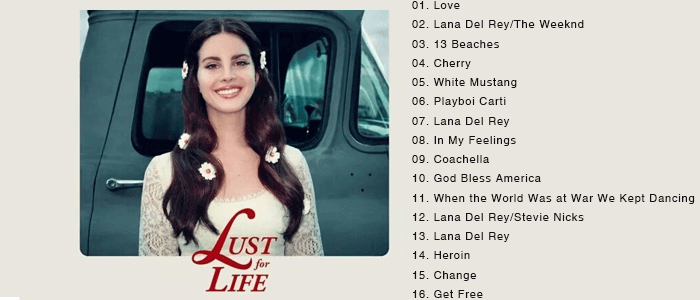 LUST
for
LIFE
01. Love
02. Lana Del Rey/The Weeknd
03. 13 Beaches
04. Cherry
05. White Mustang
06. Playboi Carti
07. Lana Del Rey
08. In My Feelings
09. Coachella
10. God Bless America
11. When the World Was at War We Kept Dancing
12. Lana Del Rey/Stevie Nicks
13. Lana Del Rey
14. Heroin
15. Change
16. Get Free